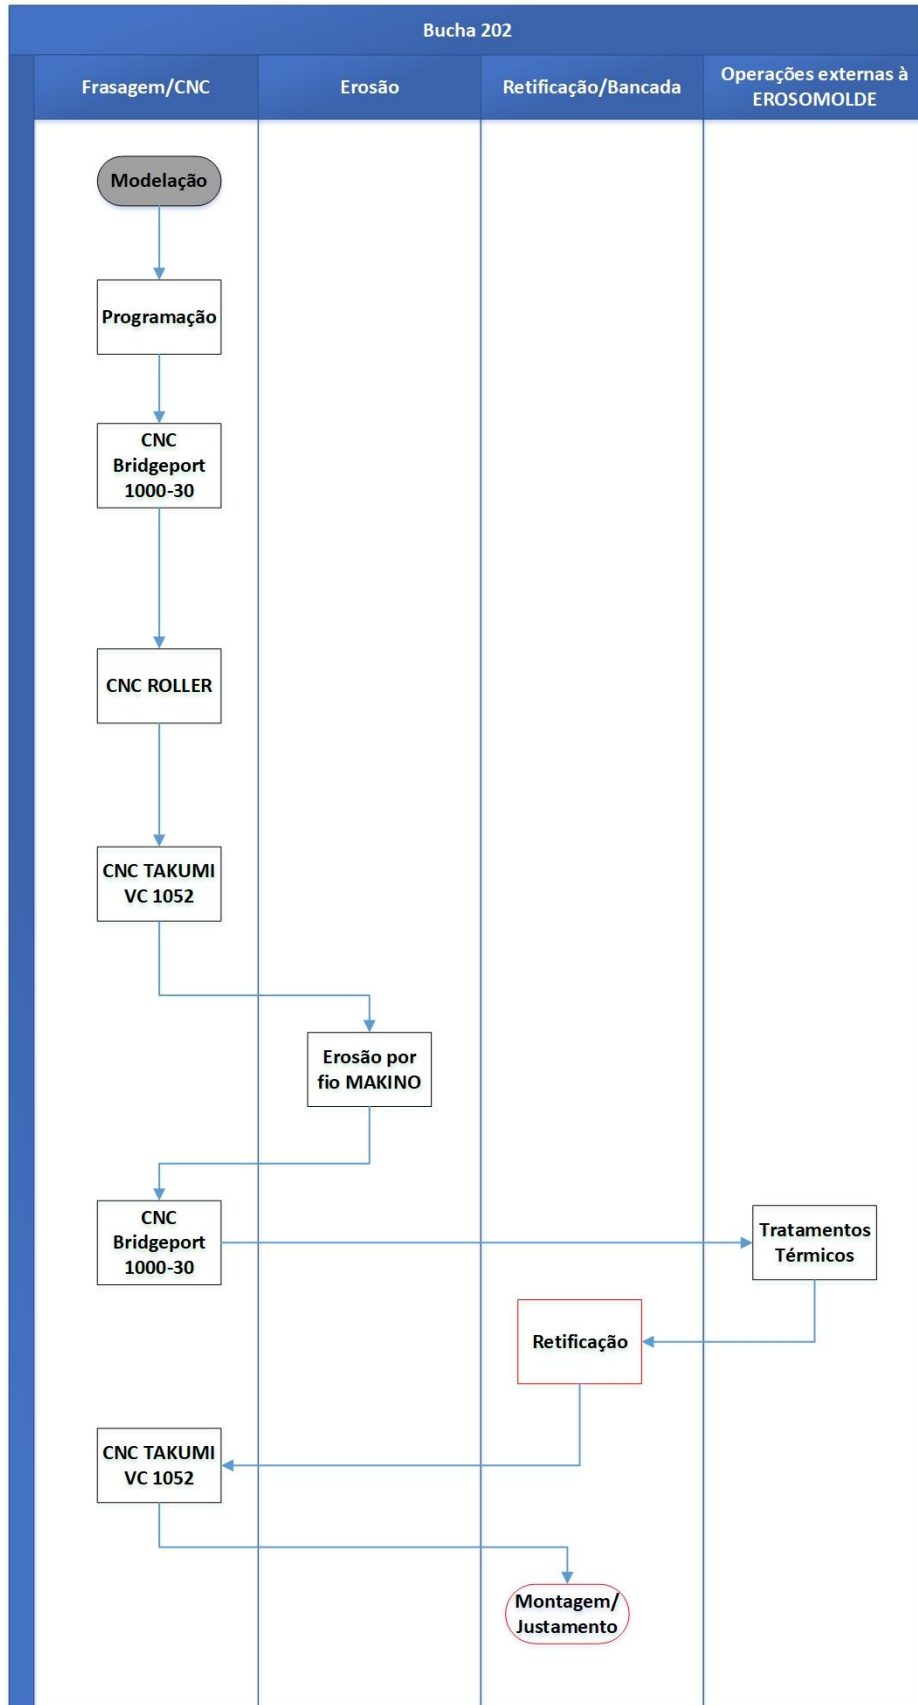 Bucha 202
Frasagem/CNC
Erosão
Retificação/Bancada
Operações externas à
EROSOMOLDE
Modelação
Programação
CNC
Bridgeport
1000-30
CNC ROLLER
CNC TAKUMI
VC 1052
Erosão por
fio MAKINO
CNC
Bridgeport
1000-30
Tratamentos
Térmicos
Retificação
CNC TAKUMI
VC 1052
Montagem/
Justamento